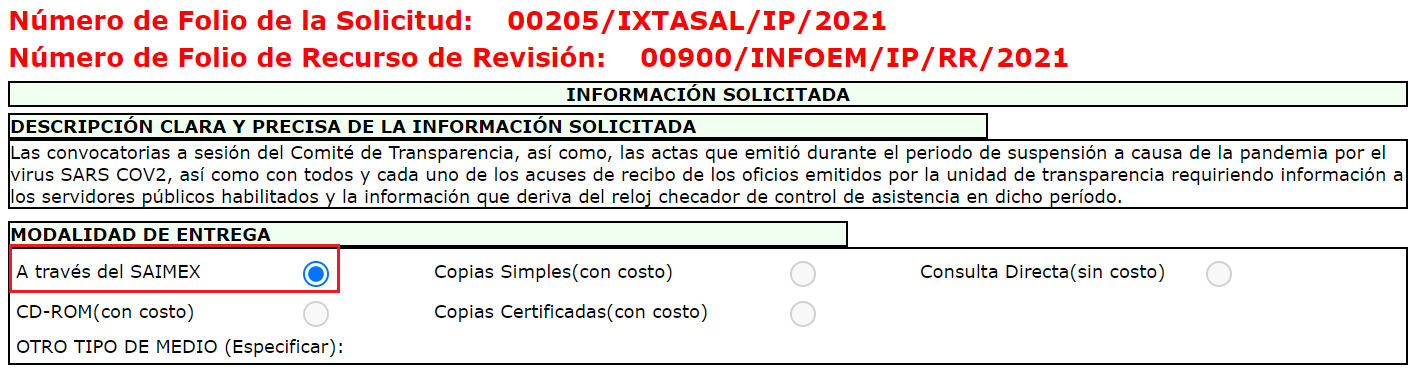 Número de Folio de la Solicitud: 00205/IXTASAL/IP/2021
Número de Folio de Recurso de Revisión: 00900/INFOEM/IP/RR/2021
INFORMACIÓN SOLICITADA
DESCRIPCIÓN CLARA Y PRECISA DE LA INFORMACIÓN SOLICITADA
Las convocatorias a sesión del Comité de Transparencia, así como, las actas que emitió durante el periodo de suspensión a causa de la pandemia por el
virus SARS COV2, así como con todos y cada uno de los acuses de recibo de los oficios emitidos por la unidad de transparencia requiriendo información a
los servidores públicos habilitados y la información que deriva del reloj checador de control de asistencia en dicho período.
MODALIDAD DE ENTREGA
A través del SAIMEX Copias Simples(con costo) Consulta Directa(sin costo)
CD-ROM(con costo) Copias Certificadas(con costo)
OTRO TIPO DE MEDIO (Especificar):